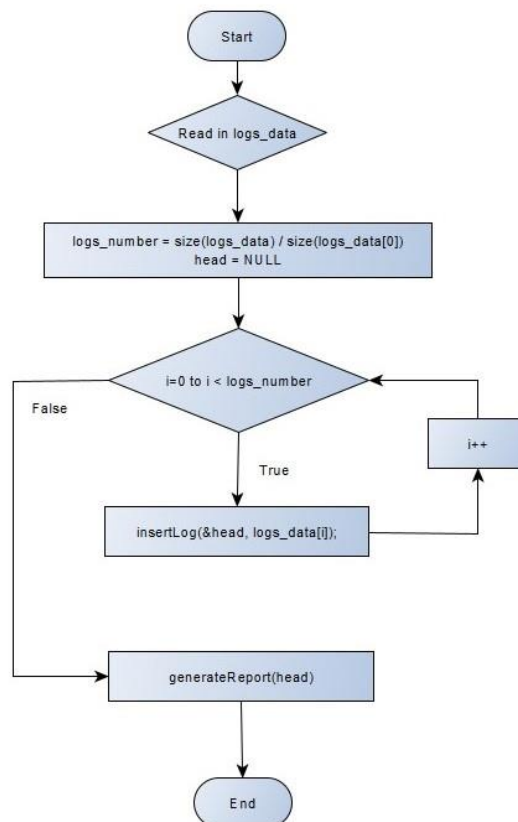 Start
Read in logs_data
logs_number = size(logs_data) / size(logs_data[0])
head = NULL
i=0 to i < logs_number
False
i++
True
insertLog(&head, logs_data[i]);
generateReport(head)
End